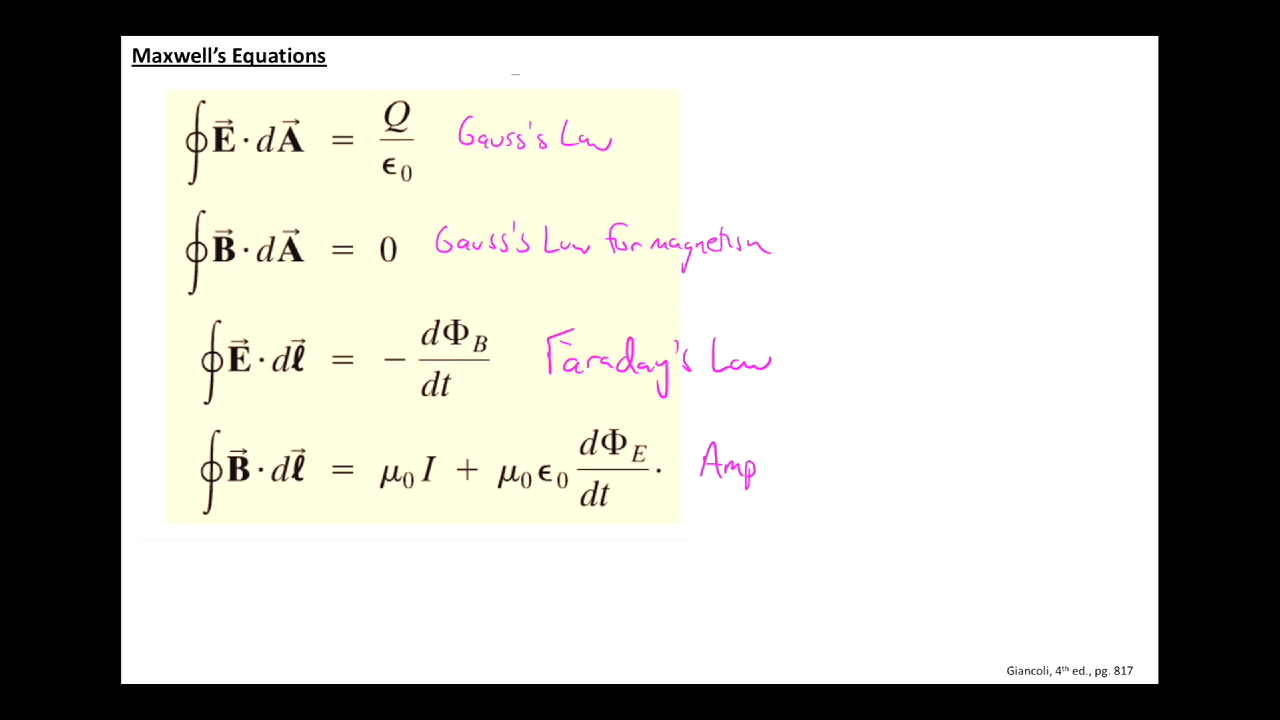 Maxwell's Equations
∮E⃗ · dA⃗ = Q/ϵ₀ Gauss's Law
∮B⃗ · dA⃗ = 0 Gauss's Law for magnetism
∮E⃗ · dℓ⃗ = − dΦ_B/dt Faraday's Law
∮B⃗ · dℓ⃗ = μ₀I + μ₀ϵ₀ dΦ_E/dt. Amp
Giancoli, 4th ed., pg. 817